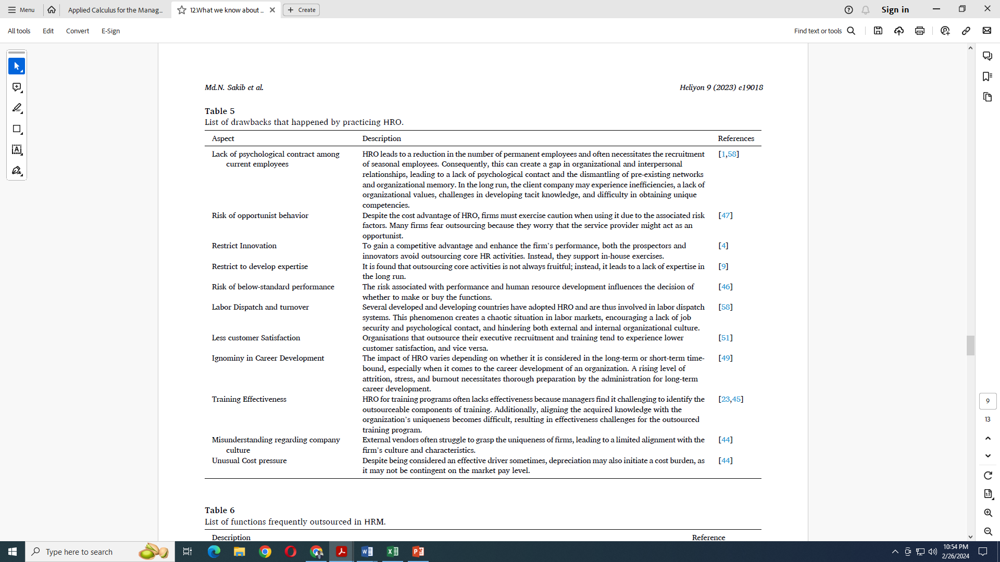 Menu
Applied Calculus for the Manag...
12.What we know about ...
Create
Sign in
All tools
Edit
Convert
E-Sign
Find text or tools
Md.N. Sakib et al.
Heliyon 9 (2023) e19018
Table 5
List of drawbacks that happened by practicing HRO.
Aspect Description References
Lack of psychological contract among HRO leads to a reduction in the number of permanent employees and often necessitates the recruitment [1,58]
current employees of seasonal employees. Consequently, this can create a gap in organizational and interpersonal
relationships, leading to a lack of psychological contact and the dismantling of pre-existing networks
and organizational memory. In the long run, the client company may experience inefficiencies, a lack of
organizational values, challenges in developing tacit knowledge, and difficulty in obtaining unique
competencies.
Risk of opportunist behavior Despite the cost advantage of HRO, firms must exercise caution when using it due to the associated risk [47]
factors. Many firms fear outsourcing because they worry that the service provider might act as an
opportunist.
Restrict Innovation To gain a competitive advantage and enhance the firm's performance, both the prospectors and [4]
innovators avoid outsourcing core HR activities. Instead, they support in-house exercises.
Restrict to develop expertise It is found that outsourcing core activities is not always fruitful; instead, it leads to a lack of expertise in [9]
the long run.
Risk of below-standard performance The risk associated with performance and human resource development influences the decision of [46]
whether to make or buy the functions.
Labor Dispatch and turnover Several developed and developing countries have adopted HRO and are thus involved in labor dispatch [58]
systems. This phenomenon creates a chaotic situation in labor markets, encouraging a lack of job
security and psychological contact, and hindering both external and internal organizational culture.
Less customer Satisfaction Organisations that outsource their executive recruitment and training tend to experience lower [51]
customer satisfaction, and vice versa.
Ignominy in Career Development The impact of HRO varies depending on whether it is considered in the long-term or short-term time- [49]
bound, especially when it comes to the career development of an organization. A rising level of
attrition, stress, and burnout necessitates thorough preparation by the administration for long-term
career development.
Training Effectiveness HRO for training programs often lacks effectiveness because managers find it challenging to identify the [23,45]
outsourceable components of training. Additionally, aligning the acquired knowledge with the
organization's uniqueness becomes difficult, resulting in effectiveness challenges for the outsourced
training program.
Misunderstanding regarding company External vendors often struggle to grasp the uniqueness of firms, leading to a limited alignment with the [44]
culture firm's culture and characteristics.
Unusual Cost pressure Despite being considered an effective driver sometimes, depreciation may also initiate a cost burden, as [44]
it may not be contingent on the market pay level.
Table 6
List of functions frequently outsourced in HRM.
Description Reference
9
13
Type here to search
10:54 PM
2/26/2024